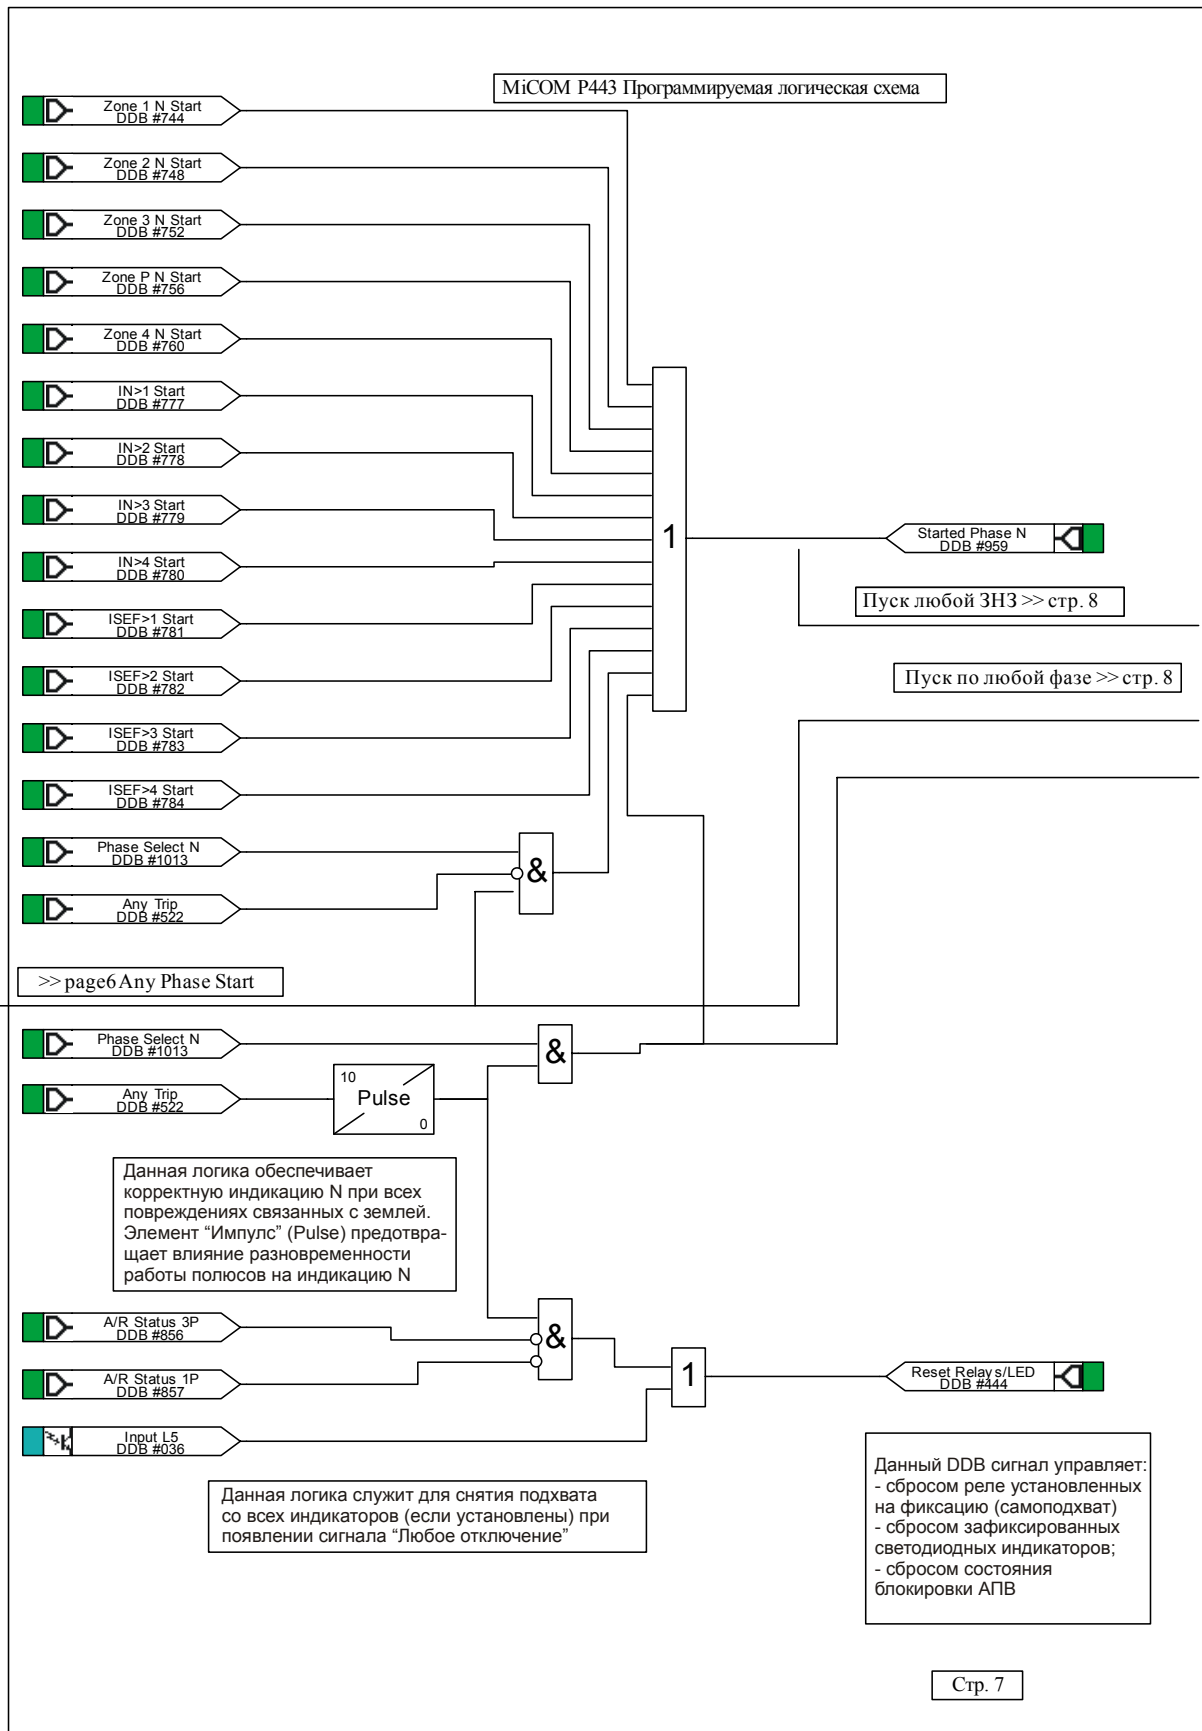 MiCOM P443 Программируемая логическая схема
Zone 1 N Start
DDB #744
Zone 2 N Start
DDB #748
Zone 3 N Start
DDB #752
Zone P N Start
DDB #756
Zone 4 N Start
DDB #760
IN>1 Start
DDB #777
IN>2 Start
DDB #778
IN>3 Start
DDB #779
1
Started Phase N
DDB #959
IN>4 Start
DDB #780
Пуск любой ЗНЗ >> стр. 8
ISEF>1 Start
DDB #781
ISEF>2 Start
DDB #782
Пуск по любой фазе >> стр. 8
ISEF>3 Start
DDB #783
ISEF>4 Start
DDB #784
Phase Select N
DDB #1013
&
Any Trip
DDB #522
>> page6 Any Phase Start
Phase Select N
DDB #1013
&
Any Trip
DDB #522
10
Pulse
0
Данная логика обеспечивает
корректную индикацию N при всех
повреждениях связанных с землей.
Элемент “Импулс” (Pulse) предотвра-
щает влияние разновременности
работы полюсов на индикацию N
A/R Status 3P
DDB #856
&
A/R Status 1P
DDB #857
1
Reset Relays/LED
DDB #444
Input L5
DDB #036
Данная логика служит для снятия подхвата
со всех индикаторов (если установлены) при
появлении сигнала “Любое отключение”
Данный DDB сигнал управляет:
- сбросом реле установленных
на фиксацию (самоподхват)
- сбросом зафиксированных
светодиодных индикаторов;
- сбросом состояния
блокировки АПВ
Стр. 7